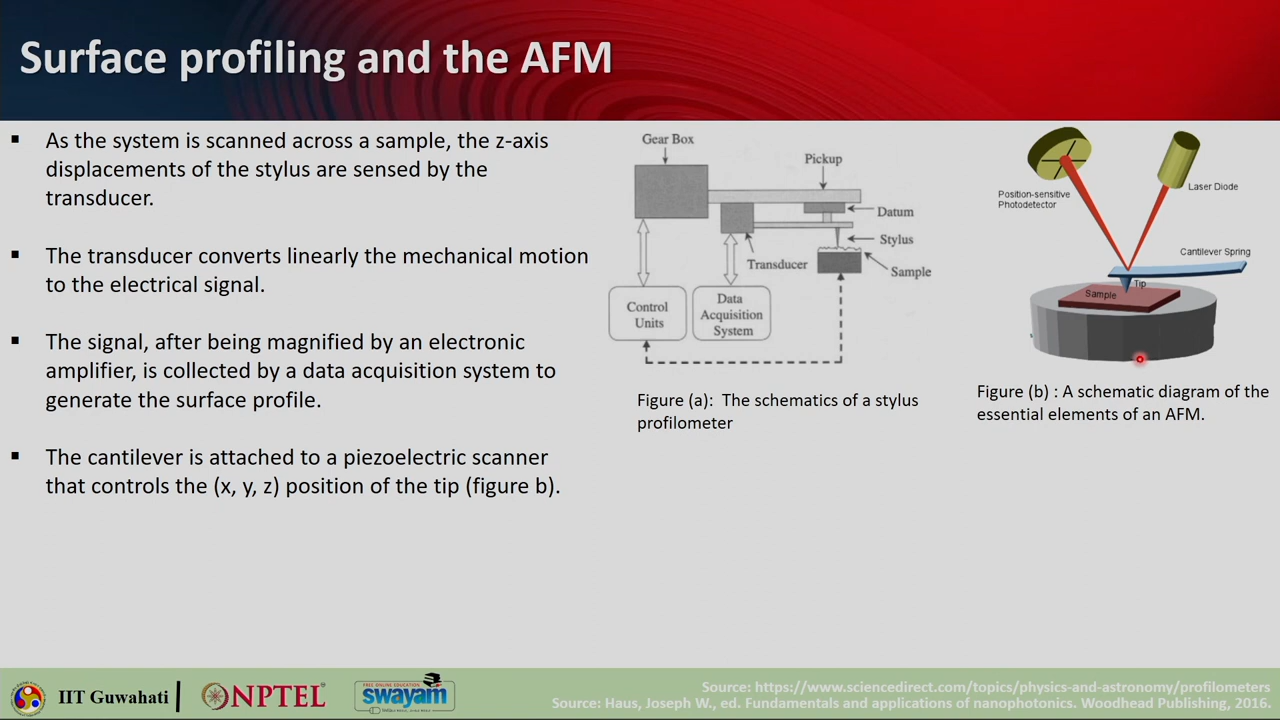 Surface profiling and the AFM
▪ As the system is scanned across a sample, the z-axis
displacements of the stylus are sensed by the
transducer.
▪ The transducer converts linearly the mechanical motion
to the electrical signal.
▪ The signal, after being magnified by an electronic
amplifier, is collected by a data acquisition system to
generate the surface profile.
▪ The cantilever is attached to a piezoelectric scanner
that controls the (x, y, z) position of the tip (figure b).
Gear Box
Pickup
Datum
Stylus
Transducer
Sample
Control
Units
Data
Acquisition
System
Figure (a): The schematics of a stylus
profilometer
Position-sensitive
Photodetector
Laser Diode
Cantilever Spring
Tip
Sample
Figure (b) : A schematic diagram of the
essential elements of an AFM.
IIT Guwahati
NPTEL
FREE ONLINE EDUCATION
swayam
Source: https://www.sciencedirect.com/topics/physics-and-astronomy/profilometers
Source: Haus, Joseph W., ed. Fundamentals and applications of nanophotonics. Woodhead Publishing, 2016.